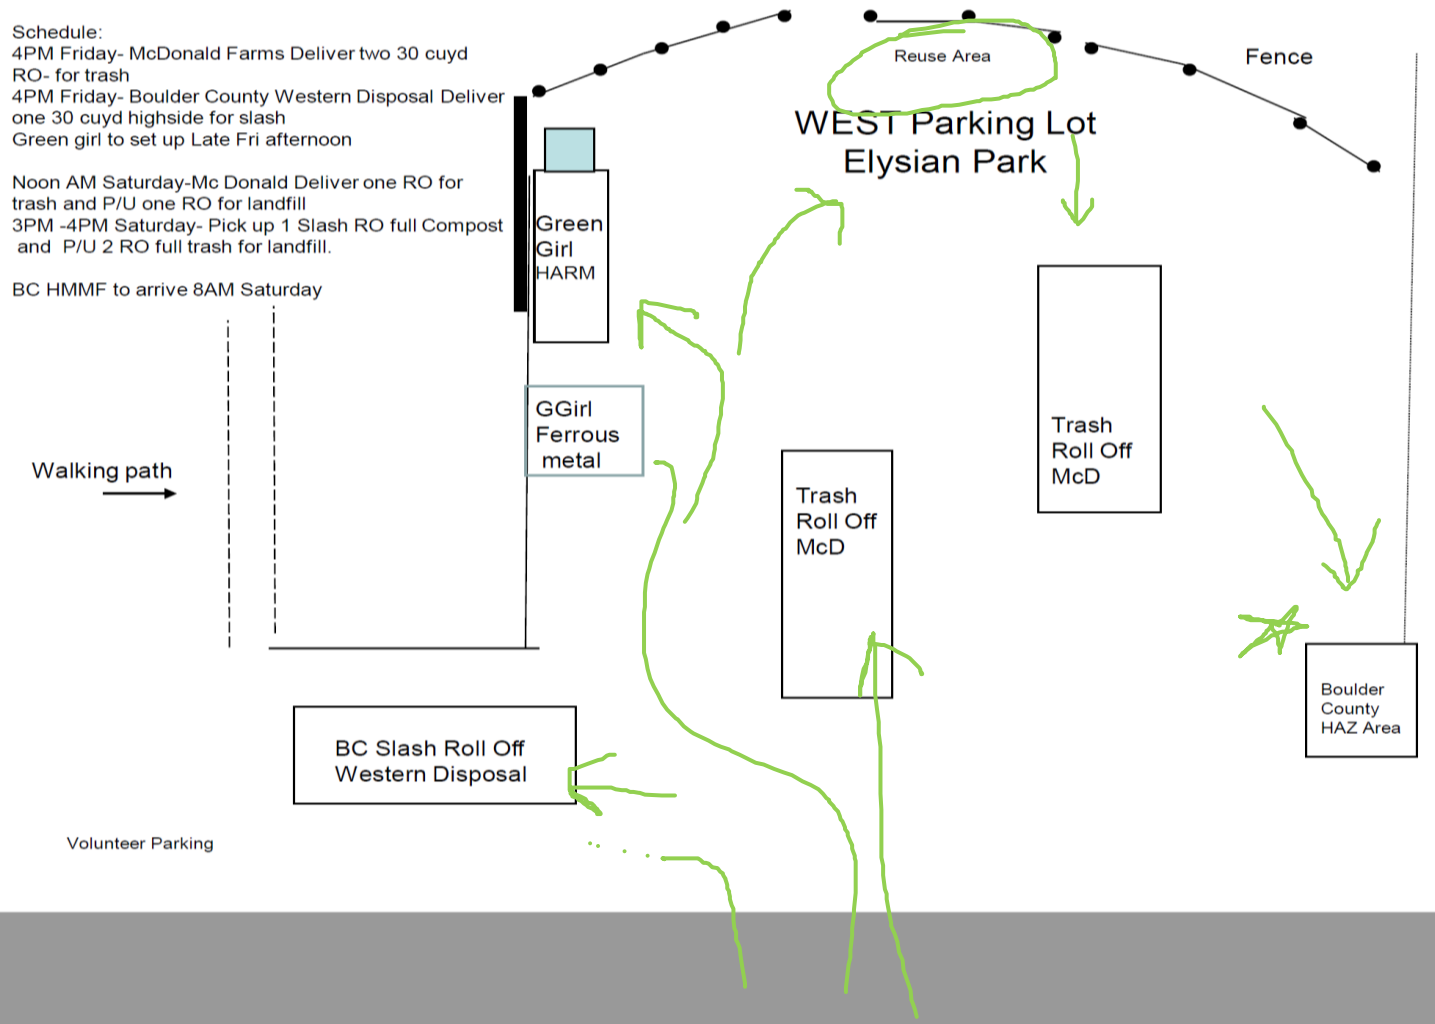 Schedule:
4PM Friday- McDonald Farms Deliver two 30 cuyd
RO- for trash
4PM Friday- Boulder County Western Disposal Deliver
one 30 cuyd highside for slash
Green girl to set up Late Fri afternoon
Noon AM Saturday-Mc Donald Deliver one RO for
trash and P/U one RO for landfill
3PM -4PM Saturday- Pick up 1 Slash RO full Compost
and P/U 2 RO full trash for landfill.
BC HMMF to arrive 8AM Saturday
Reuse Area
Fence
WEST Parking Lot
Elysian Park
Green
Girl
HARM
GGirl
Ferrous
metal
Walking path
Trash
Roll Off
McD
Trash
Roll Off
McD
Boulder
County
HAZ Area
BC Slash Roll Off
Western Disposal
Volunteer Parking